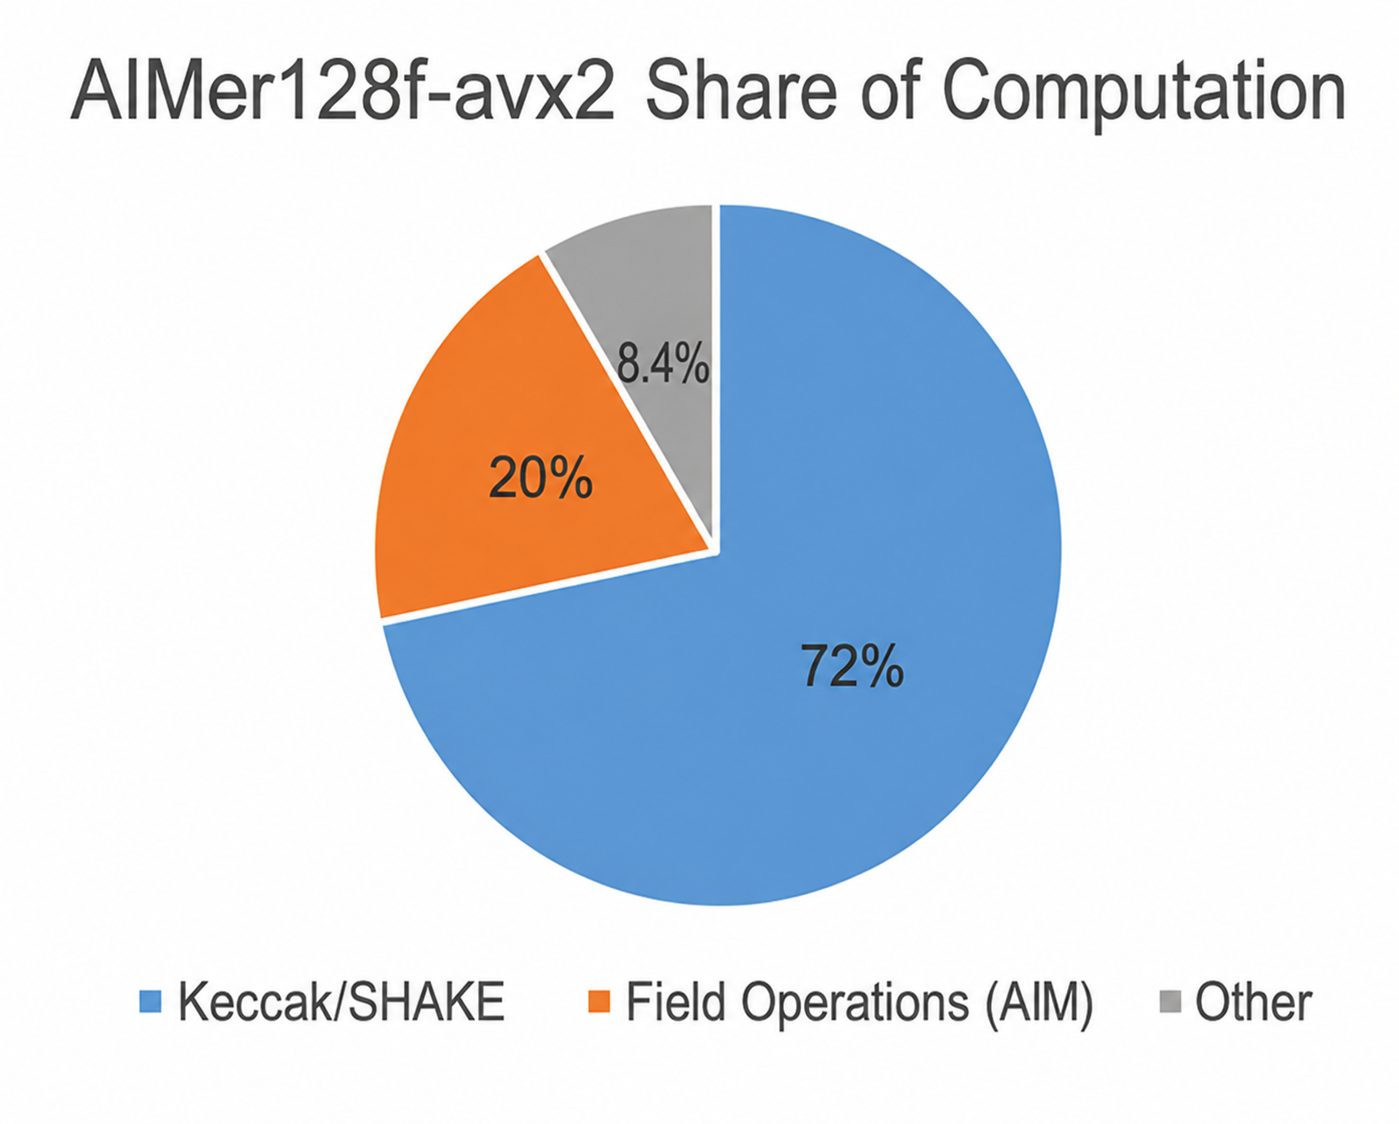 AIMer128f-avx2 Share of Computation
8.4%
20%
72%
Keccak/SHAKE Field Operations (AIM) Other